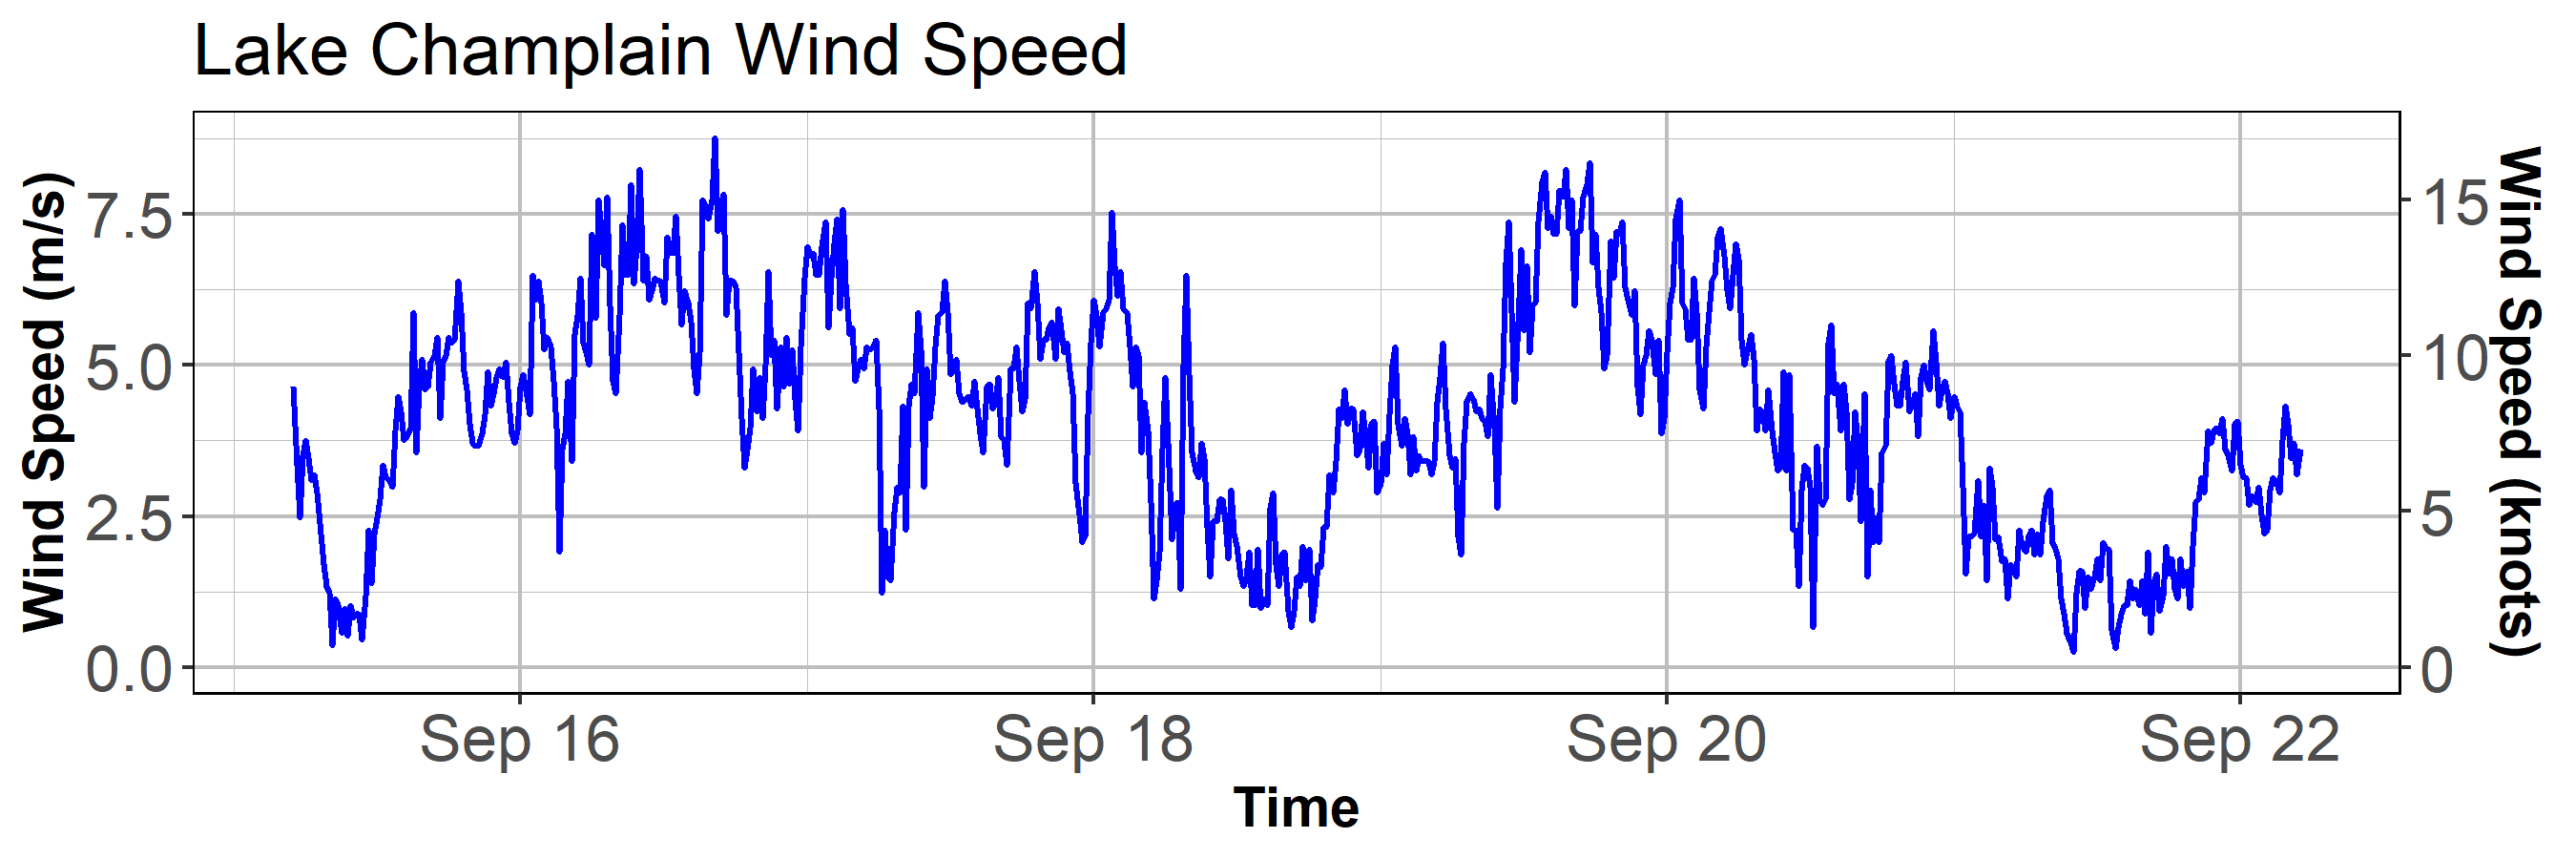 Lake Champlain Wind Speed
Wind Speed (m/s)
7.5
5.0
2.5
0.0
15
10
5
0
Wind Speed (knots)
Sep 16
Sep 18
Sep 20
Sep 22
Time